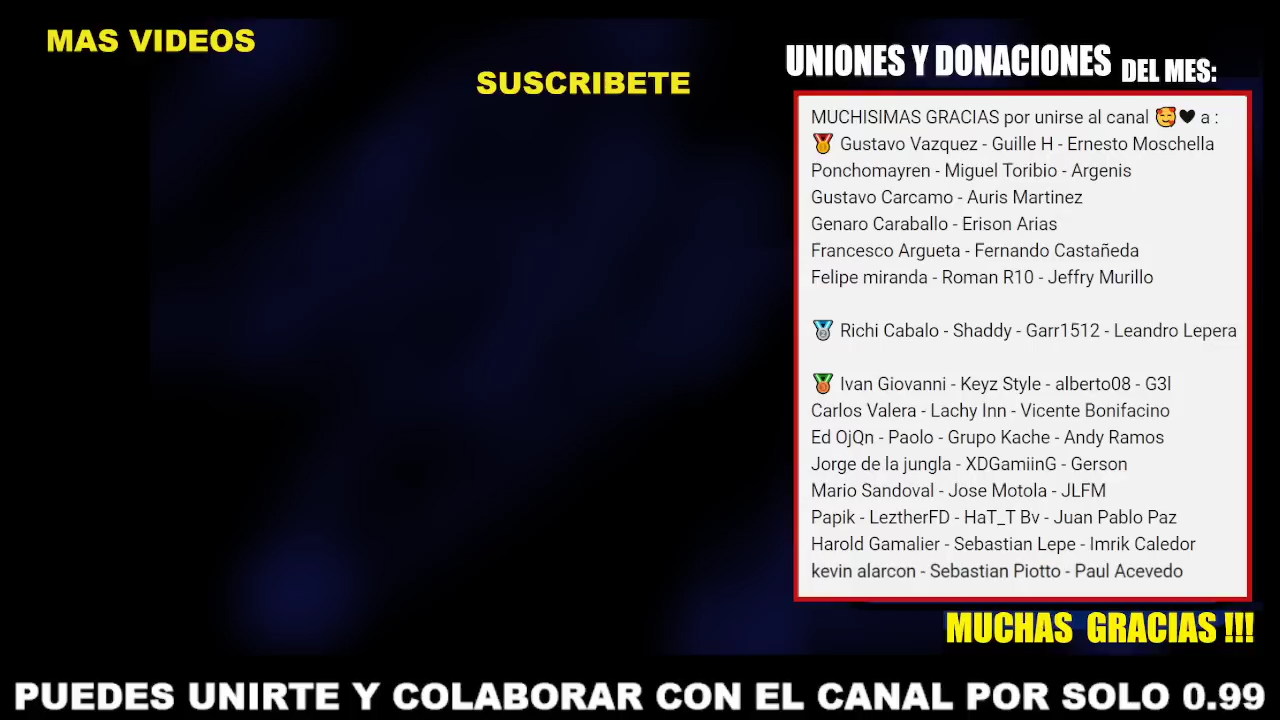 MAS VIDEOS
SUSCRIBETE
UNIONES Y DONACIONES DEL MES:
MUCHISIMAS GRACIAS por unirse al canal 🥰🖤 a :
🥇 Gustavo Vazquez - Guille H - Ernesto Moschella
Ponchomayren - Miguel Toribio - Argenis
Gustavo Carcamo - Auris Martinez
Genaro Caraballo - Erison Arias
Francesco Argueta - Fernando Castañeda
Felipe miranda - Roman R10 - Jeffry Murillo
🥈 Richi Cabalo - Shaddy - Garr1512 - Leandro Lepera
🥉 Ivan Giovanni - Keyz Style - alberto08 - G3l
Carlos Valera - Lachy Inn - Vicente Bonifacino
Ed OjQn - Paolo - Grupo Kache - Andy Ramos
Jorge de la jungla - XDGamiinG - Gerson
Mario Sandoval - Jose Motola - JLFM
Papik - LeztherFD - HaT_T Bv - Juan Pablo Paz
Harold Gamalier - Sebastian Lepe - Imrik Caledor
kevin alarcon - Sebastian Piotto - Paul Acevedo
MUCHAS GRACIAS !!!
PUEDES UNIRTE Y COLABORAR CON EL CANAL POR SOLO 0.99